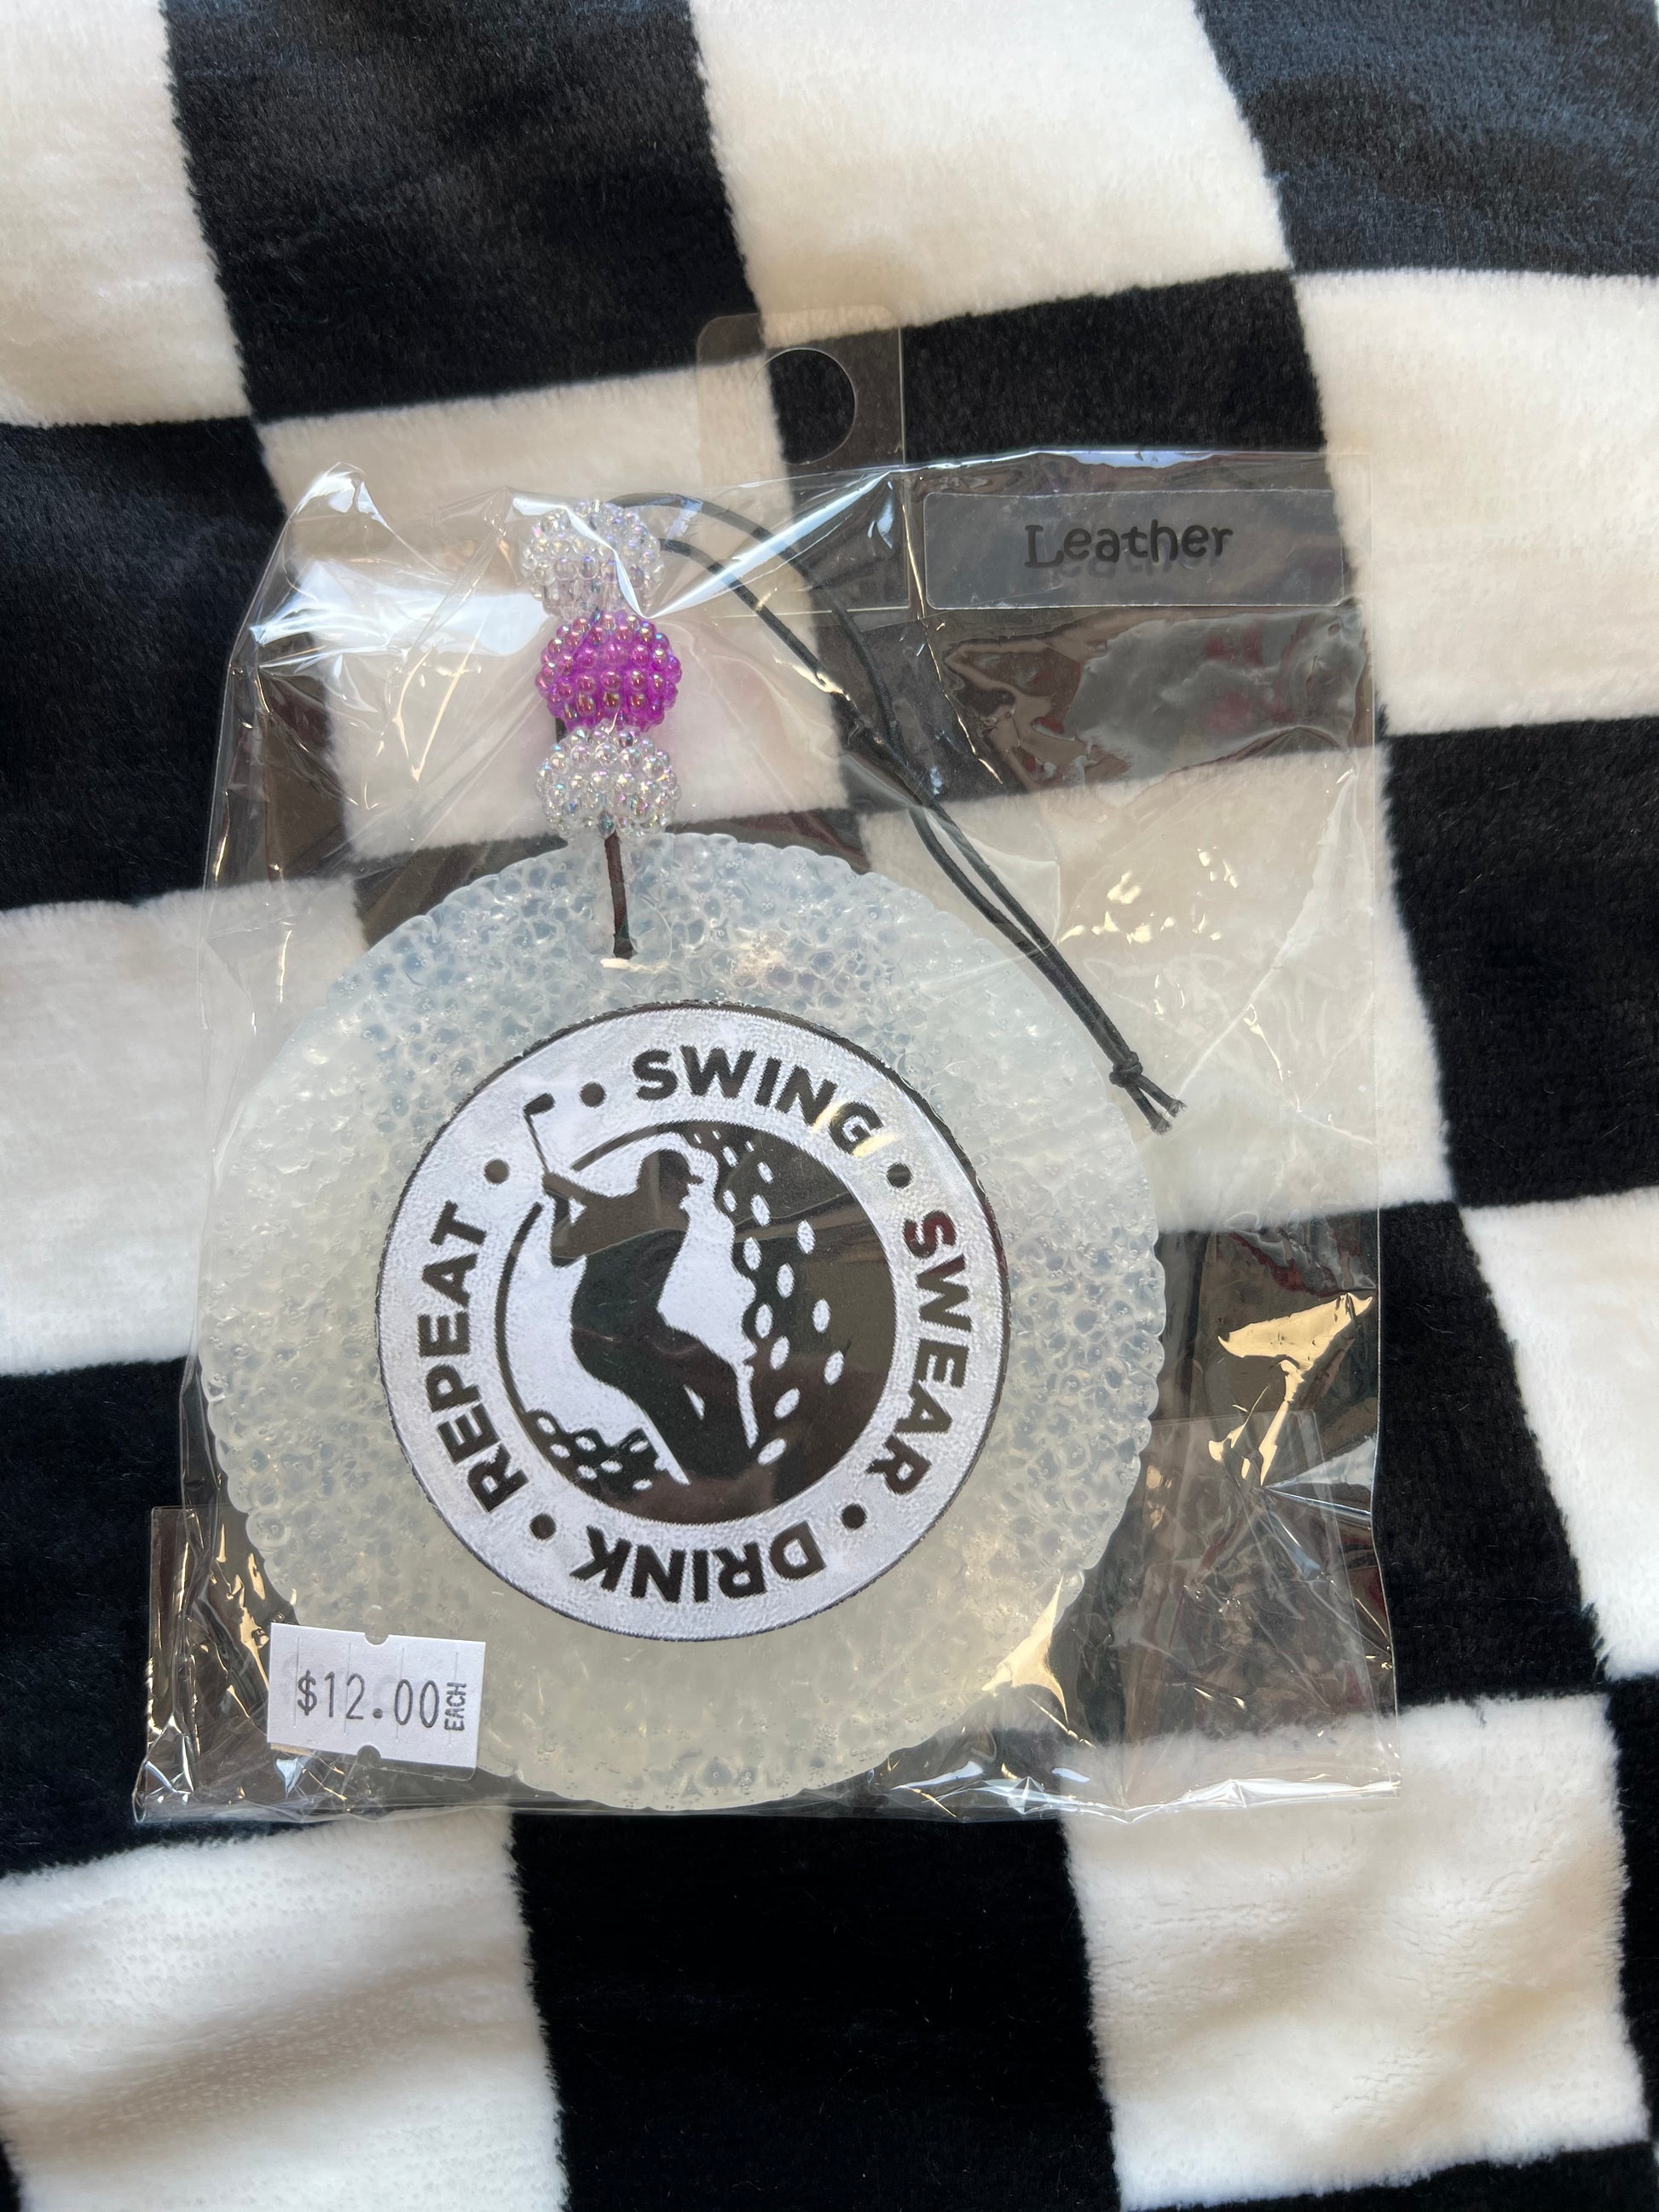 Leather
• SWING • SWEAR • DRINK • REPEAT •
$12.00 EACH